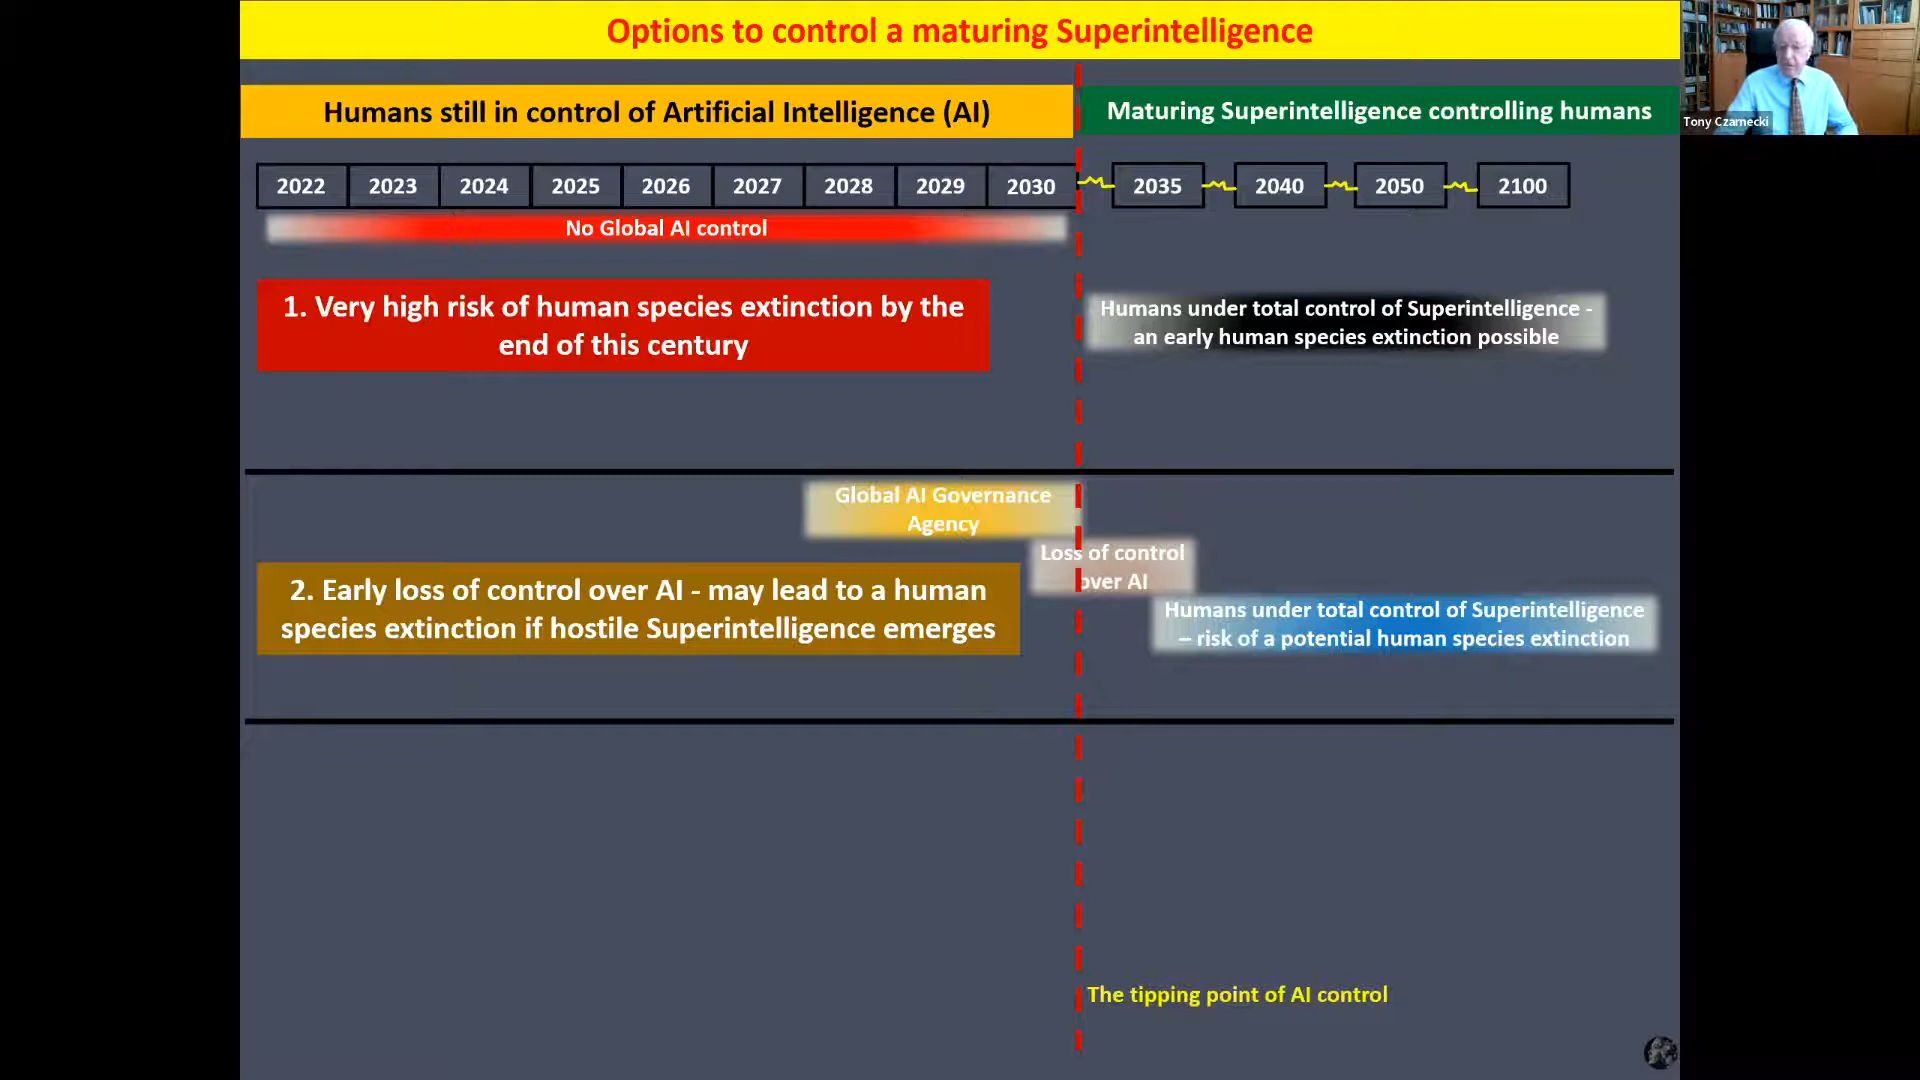 Options to control a maturing Superintelligence
Humans still in control of Artificial Intelligence (AI)
Maturing Superintelligence controlling humans
Tony Czarnecki
2022 2023 2024 2025 2026 2027 2028 2029 2030 2035 2040 2050 2100
No Global AI control
1. Very high risk of human species extinction by the
end of this century
Humans under total control of Superintelligence -
an early human species extinction possible
Global AI Governance
Agency
Loss of control
over AI
2. Early loss of control over AI - may lead to a human
species extinction if hostile Superintelligence emerges
Humans under total control of Superintelligence
– risk of a potential human species extinction
The tipping point of AI control